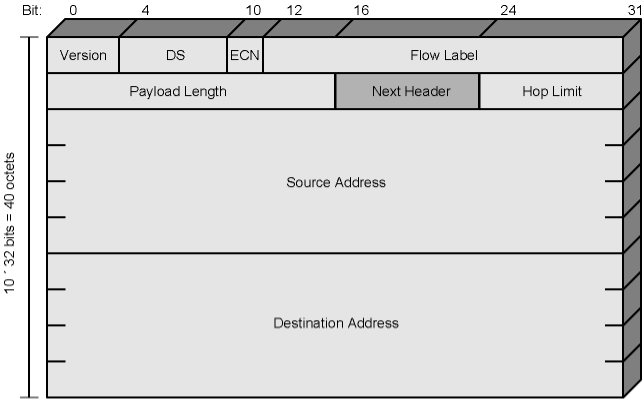 Bit: 0 4 10 12 16 24 31
Version DS ECN Flow Label
Payload Length Next Header Hop Limit
Source Address
Destination Address
10 ´ 32 bits = 40 octets